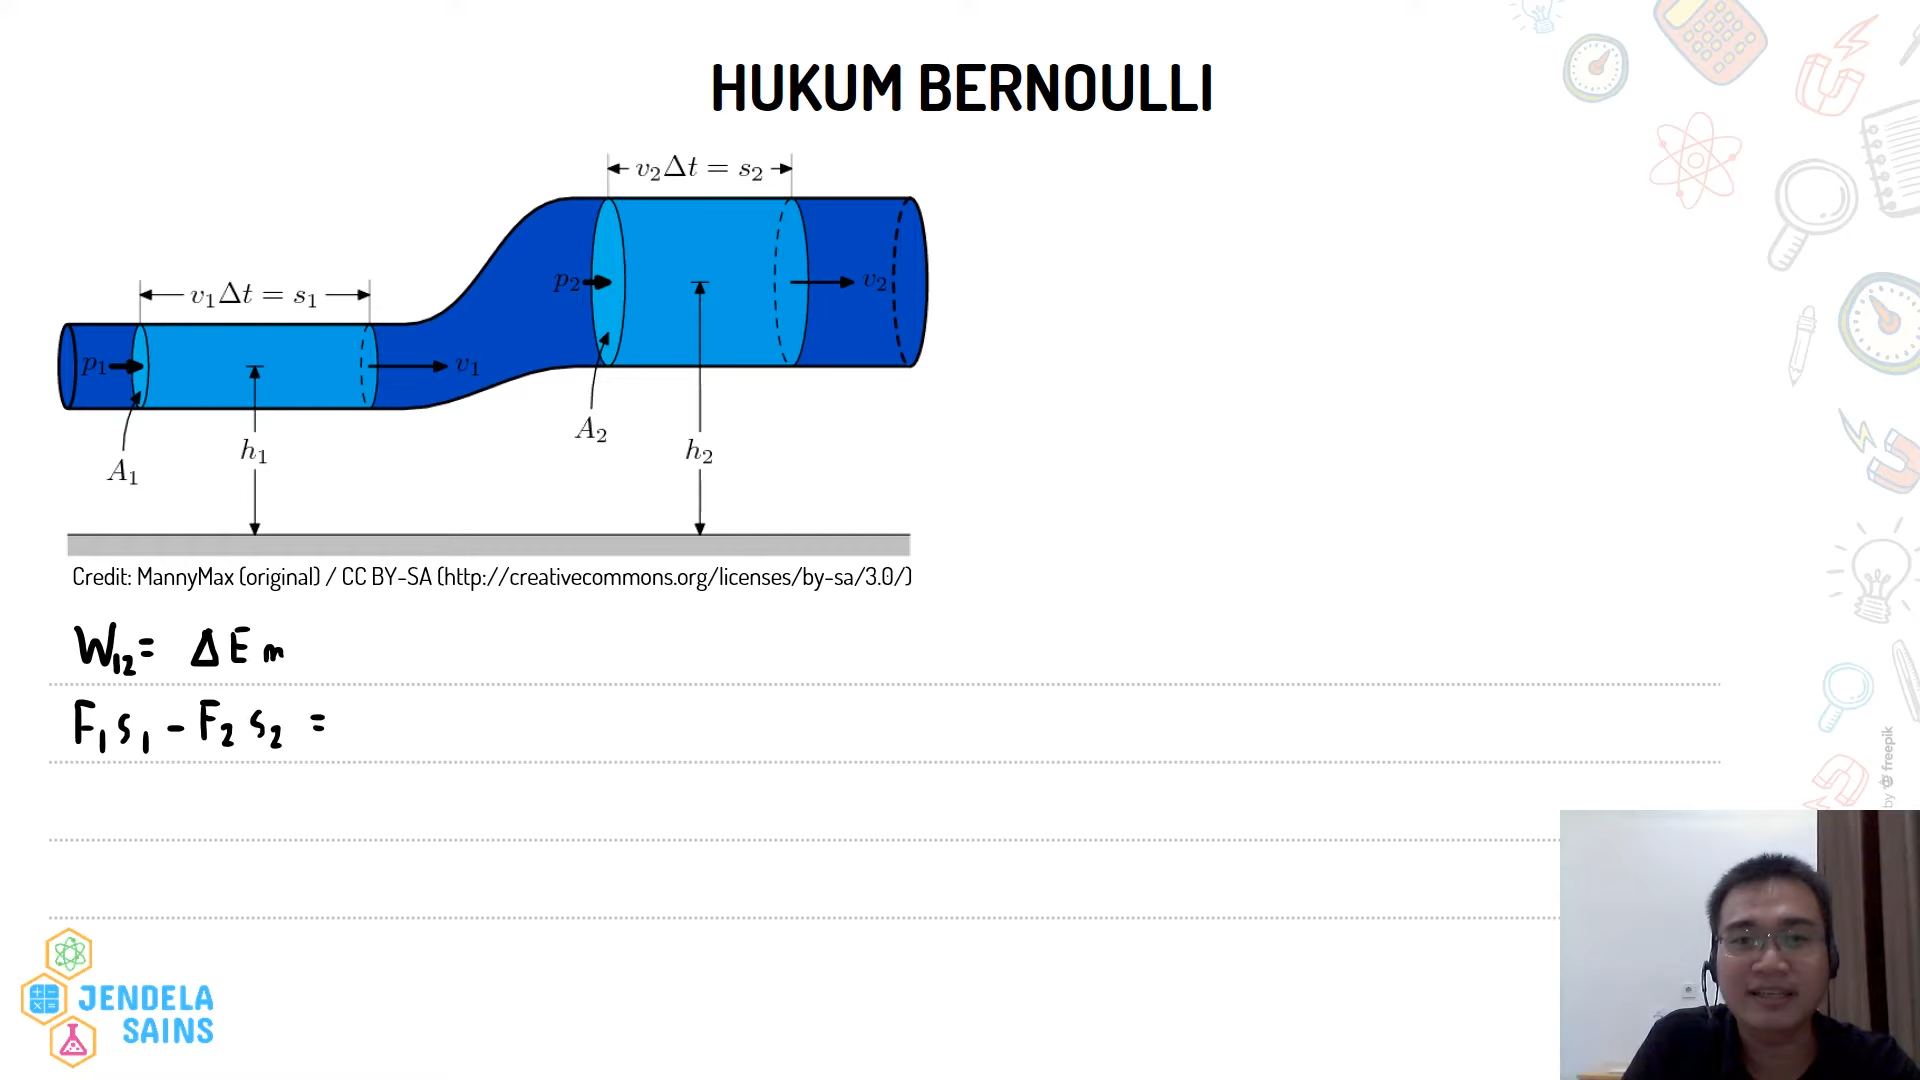 HUKUM BERNOULLI
v₂Δt = s₂
p₂
v₂
v₁Δt = s₁
p₁
v₁
A₂
h₁
h₂
A₁
Credit: MannyMax (original) / CC BY-SA (http://creativecommons.org/licenses/by-sa/3.0/)
W₁₂ = ΔEm
F₁s₁ - F₂s₂ =
by freepik
JENDELA
SAINS